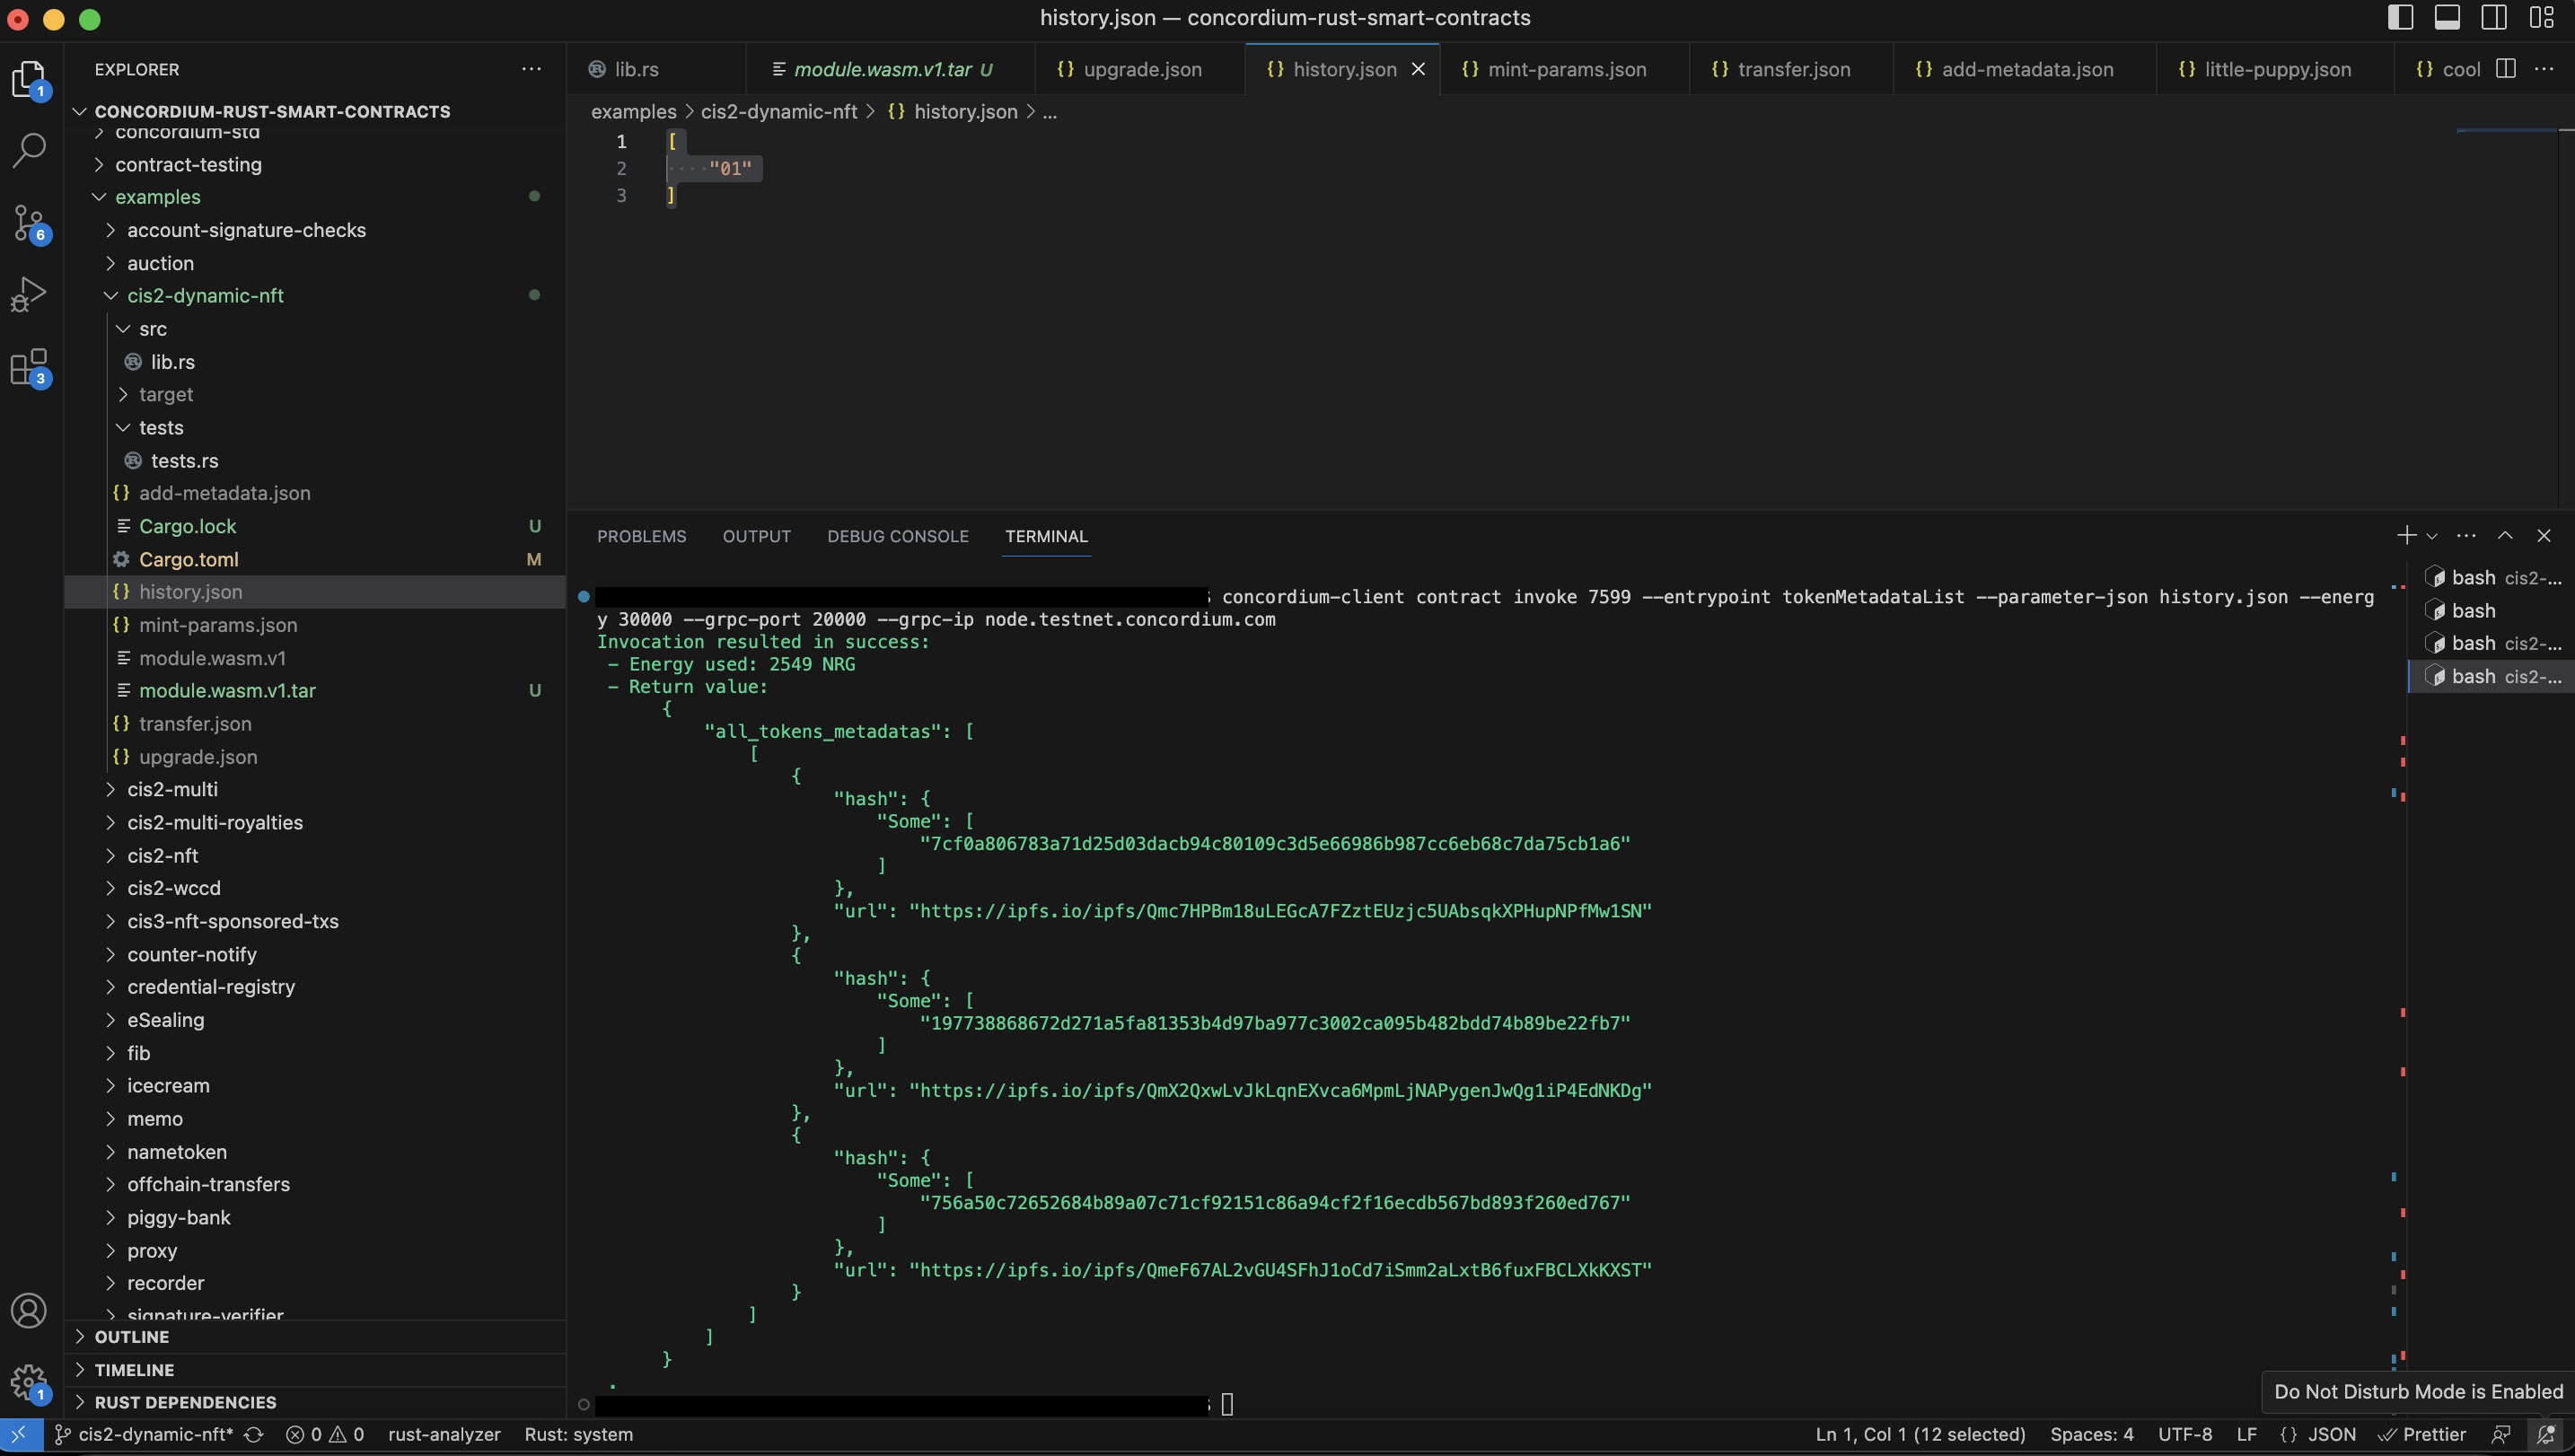 history.json — concordium-rust-smart-contracts
EXPLORER
CONCORDIUM-RUST-SMART-CONTRACTS
concordium-std
contract-testing
examples
account-signature-checks
auction
cis2-dynamic-nft
src
lib.rs
target
tests
tests.rs
add-metadata.json
Cargo.lock U
Cargo.toml M
history.json
mint-params.json
module.wasm.v1
module.wasm.v1.tar U
transfer.json
upgrade.json
cis2-multi
cis2-multi-royalties
cis2-nft
cis2-wccd
cis3-nft-sponsored-txs
counter-notify
credential-registry
eSealing
fib
icecream
memo
nametoken
offchain-transfers
piggy-bank
proxy
recorder
signature-verifier
OUTLINE
TIMELINE
RUST DEPENDENCIES
1
6
3
1
lib.rs module.wasm.v1.tar U {} upgrade.json {} history.json {} mint-params.json {} transfer.json {} add-metadata.json {} little-puppy.json {} cool
examples > cis2-dynamic-nft > {} history.json > ...
1 [
2 ····"01"
3 ]
PROBLEMS OUTPUT DEBUG CONSOLE TERMINAL
concordium-client contract invoke 7599 --entrypoint tokenMetadataList --parameter-json history.json --energ
y 30000 --grpc-port 20000 --grpc-ip node.testnet.concordium.com
Invocation resulted in success:
- Energy used: 2549 NRG
- Return value:
{
"all_tokens_metadatas": [
[
{
"hash": {
"Some": [
"7cf0a806783a71d25d03dacb94c80109c3d5e66986b987cc6eb68c7da75cb1a6"
]
},
"url": "https://ipfs.io/ipfs/Qmc7HPBm18uLEGcA7FZztEUzjc5UAbsqkXPHupNPfMw1SN"
},
{
"hash": {
"Some": [
"197738868672d271a5fa81353b4d97ba977c3002ca095b482bdd74b89be22fb7"
]
},
"url": "https://ipfs.io/ipfs/QmX2QxwLvJkLqnEXvca6MpmLjNAPygenJwQg1iP4EdNKDg"
},
{
"hash": {
"Some": [
"756a50c72652684b89a07c71cf92151c86a94cf2f16ecdb567bd893f260ed767"
]
},
"url": "https://ipfs.io/ipfs/QmeF67AL2vGU4SFhJ1oCd7iSmm2aLxtB6fuxFBCLXkKXST"
}
]
]
}
.
bash cis2-...
bash
bash cis2-...
bash cis2-...
Do Not Disturb Mode is Enabled
cis2-dynamic-nft* 0 0 rust-analyzer Rust: system Ln 1, Col 1 (12 selected) Spaces: 4 UTF-8 LF {} JSON Prettier